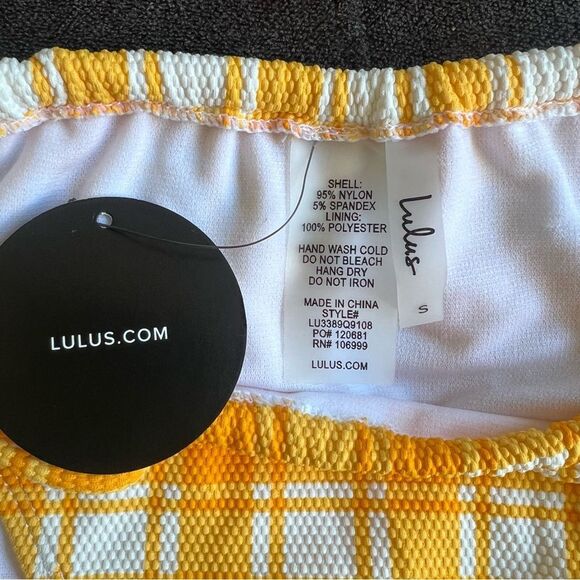 LULUS.COM
SHELL:
95% NYLON
5% SPANDEX
LINING:
100% POLYESTER
HAND WASH COLD
DO NOT BLEACH
HANG DRY
DO NOT IRON
MADE IN CHINA
STYLE#
LU3389Q9108
PO# 120681
RN# 106999
LULUS.COM
Lulus
S